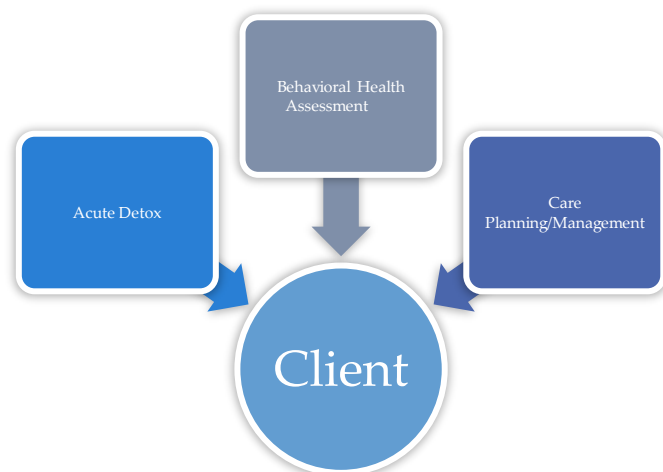 Behavioral Health
Assessment
Acute Detox
Care
Planning/Management
Client